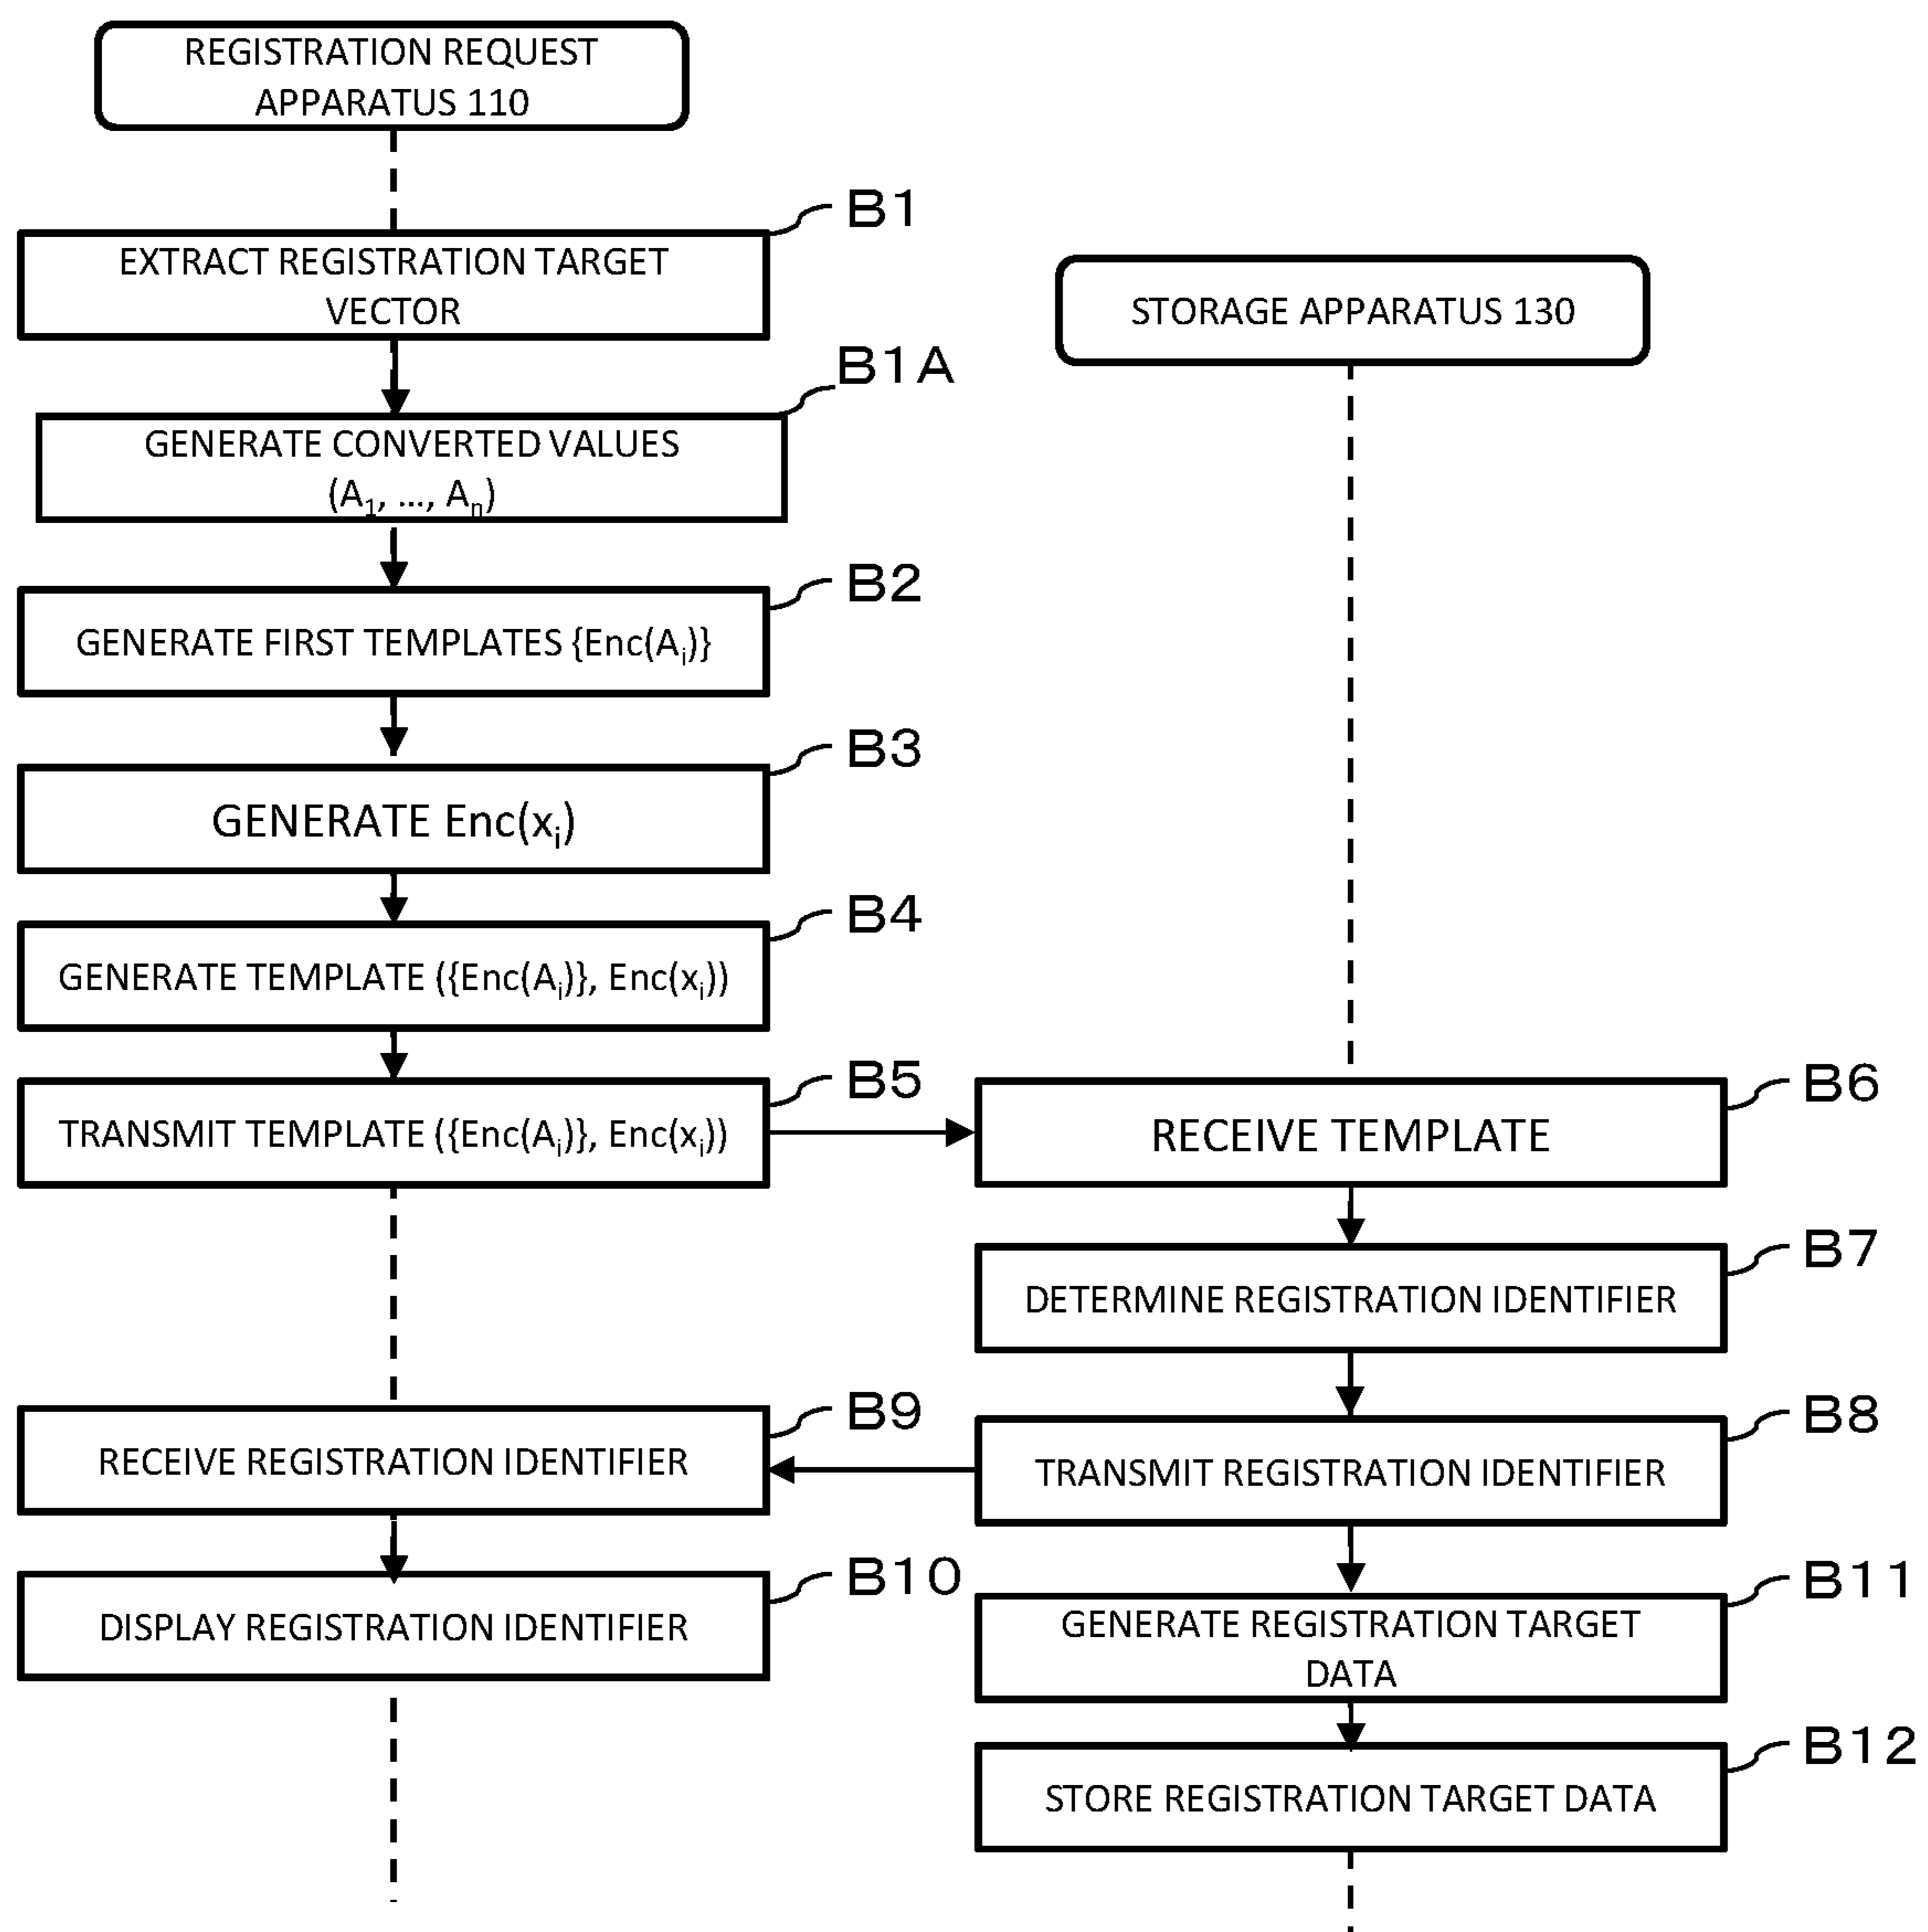 REGISTRATION REQUEST
APPARATUS 110
B1
EXTRACT REGISTRATION TARGET
VECTOR
STORAGE APPARATUS 130
B1A
GENERATE CONVERTED VALUES
(A₁, ..., Aₙ)
B2
GENERATE FIRST TEMPLATES {Enc(Aᵢ)}
B3
GENERATE Enc(xᵢ)
B4
GENERATE TEMPLATE ({Enc(Aᵢ)}, Enc(xᵢ))
B5
TRANSMIT TEMPLATE ({Enc(Aᵢ)}, Enc(xᵢ))
B6
RECEIVE TEMPLATE
B7
DETERMINE REGISTRATION IDENTIFIER
B8
TRANSMIT REGISTRATION IDENTIFIER
B9
RECEIVE REGISTRATION IDENTIFIER
B10
DISPLAY REGISTRATION IDENTIFIER
B11
GENERATE REGISTRATION TARGET
DATA
B12
STORE REGISTRATION TARGET DATA